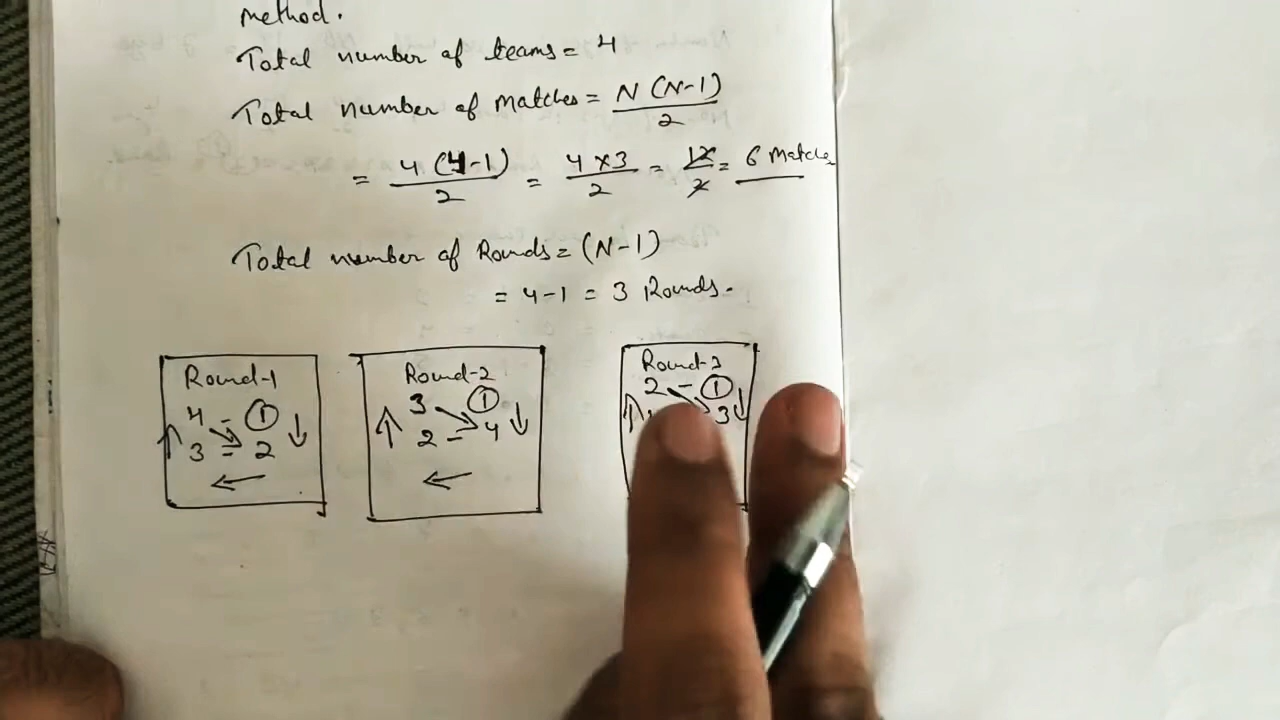 method.
Total number of teams = 4
Total number of matches = N (N-1)
2
= 4 (4-1) = 4 x 3 = 12 = 6 Matches
2 2 2
Total number of Rounds = (N-1)
= 4-1 = 3 Rounds.
Round-1
4 - 1
3 - 2
Round-2
3 1
2 - 4
Round-3
2 - 1
3